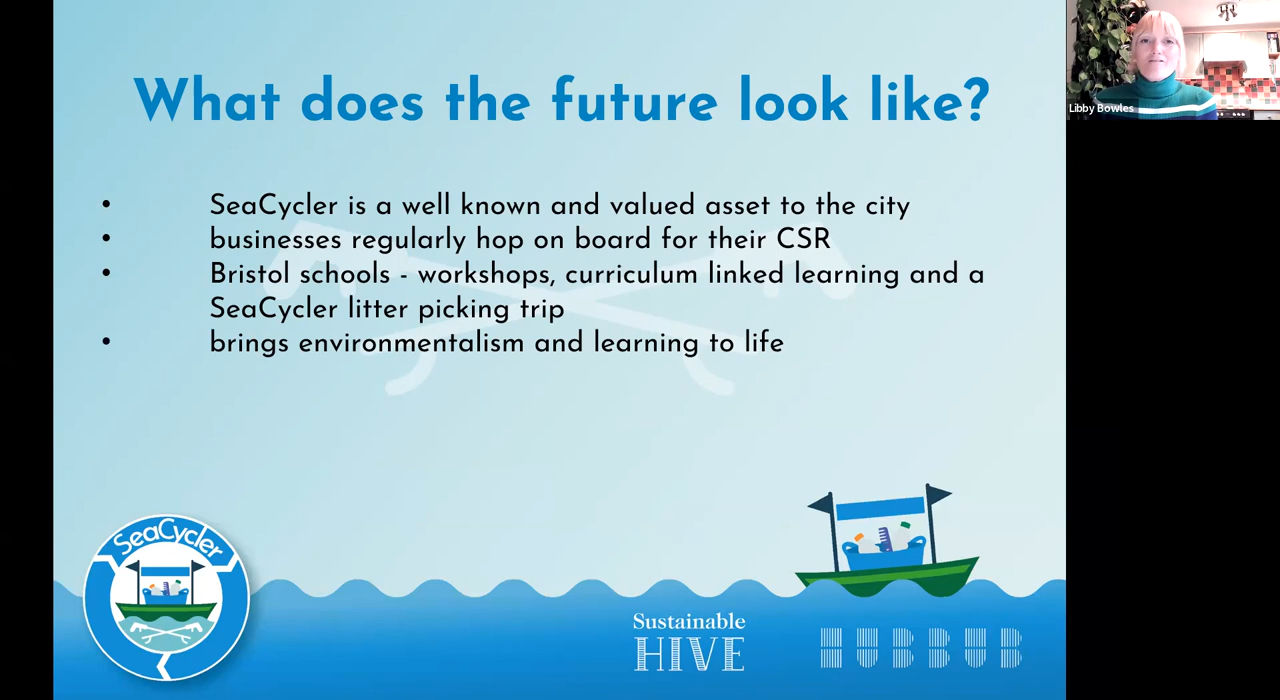 What does the future look like?
• SeaCycler is a well known and valued asset to the city
• businesses regularly hop on board for their CSR
• Bristol schools - workshops, curriculum linked learning and a
SeaCycler litter picking trip
• brings environmentalism and learning to life
Libby Bowles
SeaCycler
Sustainable
HIVE
HUBBUB